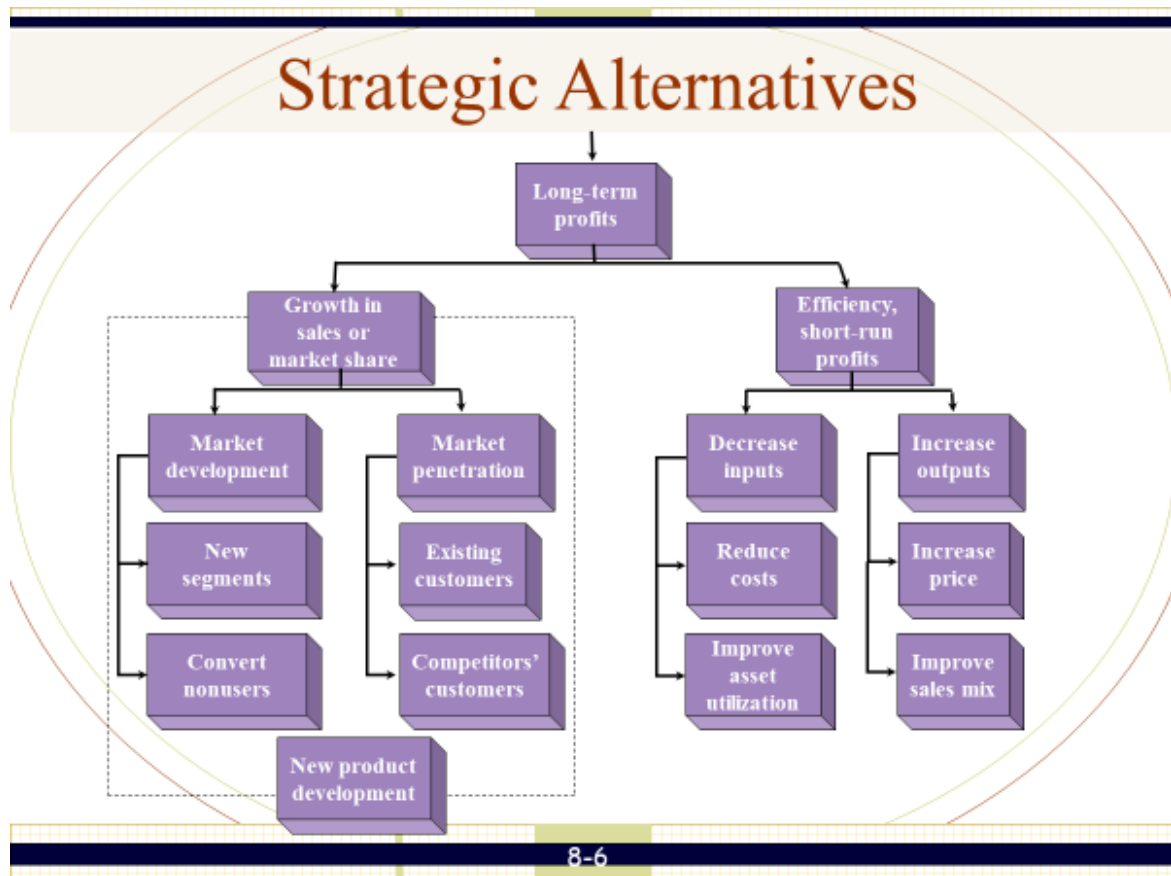 Strategic Alternatives
Long-term
profits
Growth in
sales or
market share
Efficiency,
short-run
profits
Market
development
Market
penetration
Decrease
inputs
Increase
outputs
New
segments
Existing
customers
Reduce
costs
Increase
price
Convert
nonusers
Competitors’
customers
Improve
asset
utilization
Improve
sales mix
New product
development
8-6